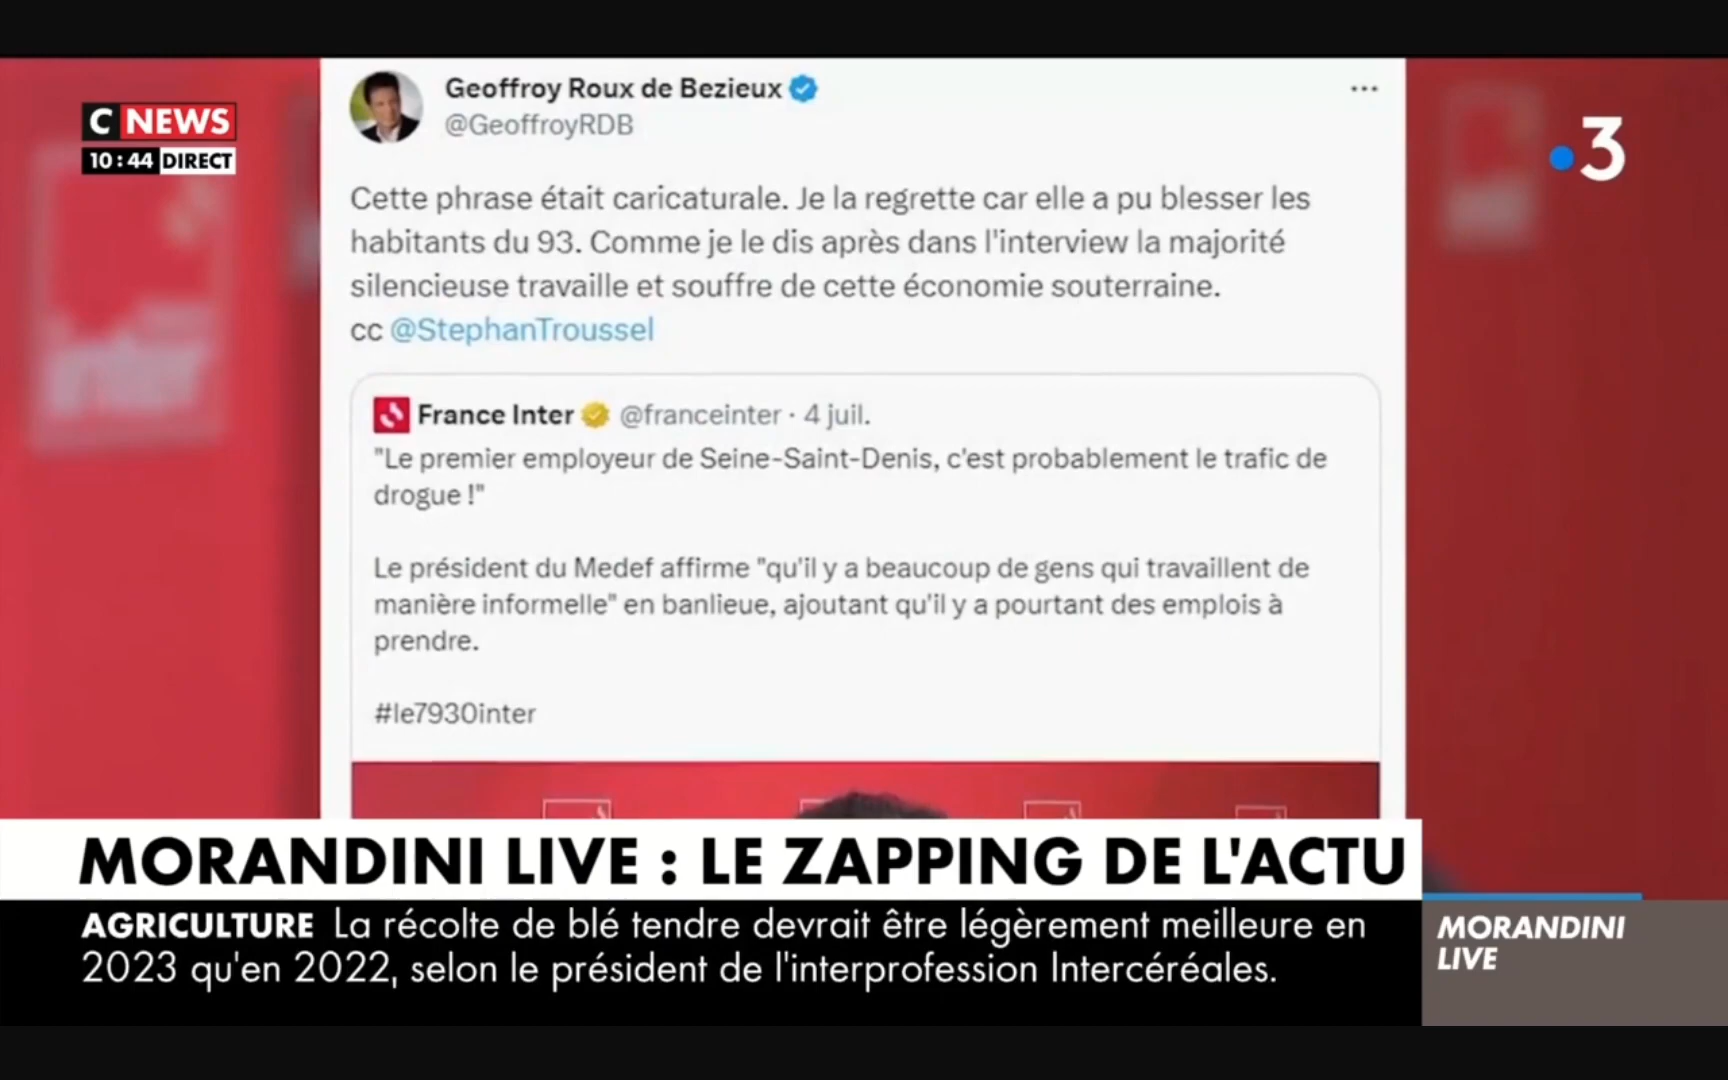 C NEWS
10:44 DIRECT
3
inter
Geoffroy Roux de Bezieux
@GeoffroyRDB
Cette phrase était caricaturale. Je la regrette car elle a pu blesser les
habitants du 93. Comme je le dis après dans l'interview la majorité
silencieuse travaille et souffre de cette économie souterraine.
cc @StephanTroussel
France Inter @franceinter · 4 juil.
"Le premier employeur de Seine-Saint-Denis, c'est probablement le trafic de
drogue !"
Le président du Medef affirme "qu'il y a beaucoup de gens qui travaillent de
manière informelle" en banlieue, ajoutant qu'il y a pourtant des emplois à
prendre.
#le7930inter
MORANDINI LIVE : LE ZAPPING DE L'ACTU
AGRICULTURE La récolte de blé tendre devrait être légèrement meilleure en
2023 qu'en 2022, selon le président de l'interprofession Intercéréales.
MORANDINI
LIVE